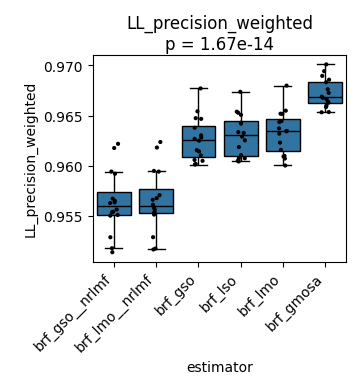 LL_precision_weighted
p = 1.67e-14
LL_precision_weighted
0.970
0.965
0.960
0.955
brf_gso__nrlmf
brf_lmo__nrlmf
brf_gso
brf_lso
brf_lmo
brf_gmosa
estimator